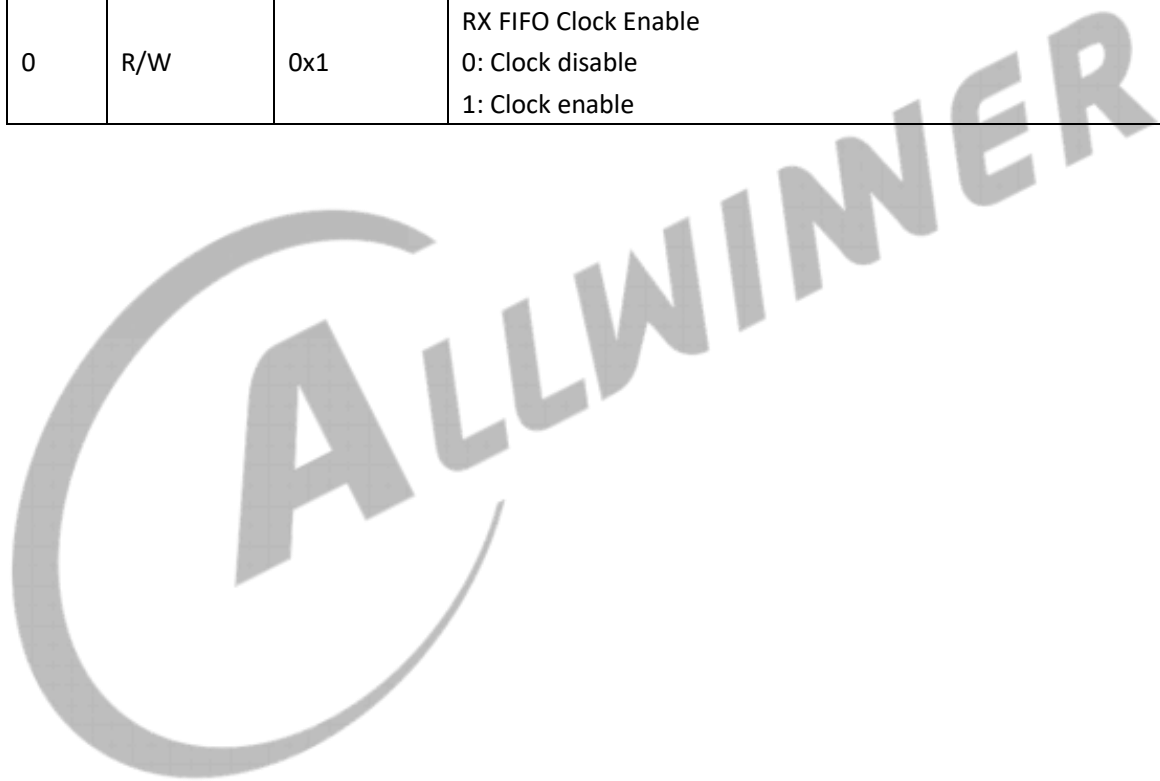 0 R/W 0x1 RX FIFO Clock Enable
0: Clock disable
1: Clock enable
ALLWINNER